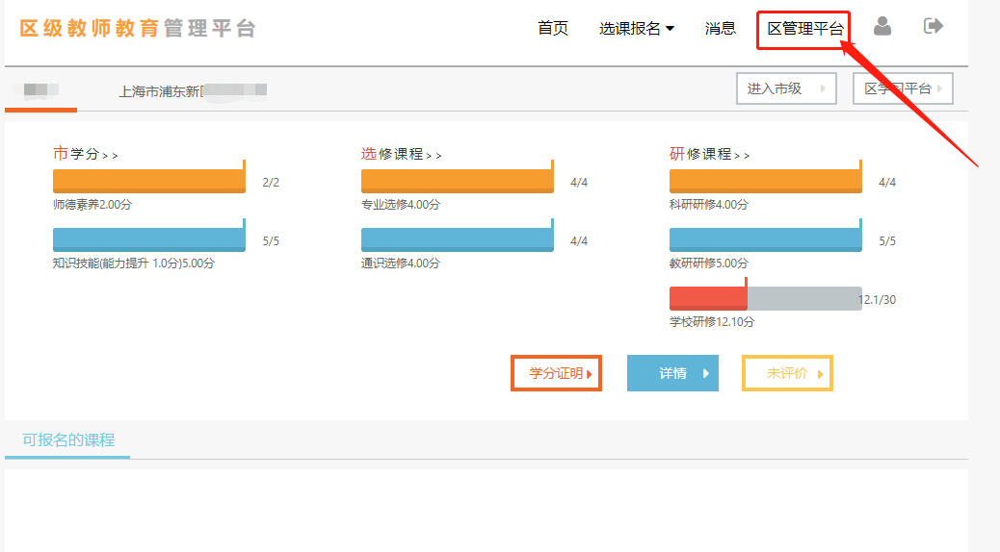 区级教师教育管理平台
首页 选课报名 消息 区管理平台
上海市浦东新
进入市级 区学习平台
市学分>>
2/2
师德素养2.00分
5/5
知识技能(能力提升 1.0分)5.00分
选修课程>>
4/4
专业选修4.00分
4/4
通识选修4.00分
研修课程>>
4/4
科研研修4.00分
5/5
教研研修5.00分
12.1/30
学校研修12.10分
学分证明 详情 未评价
可报名的课程